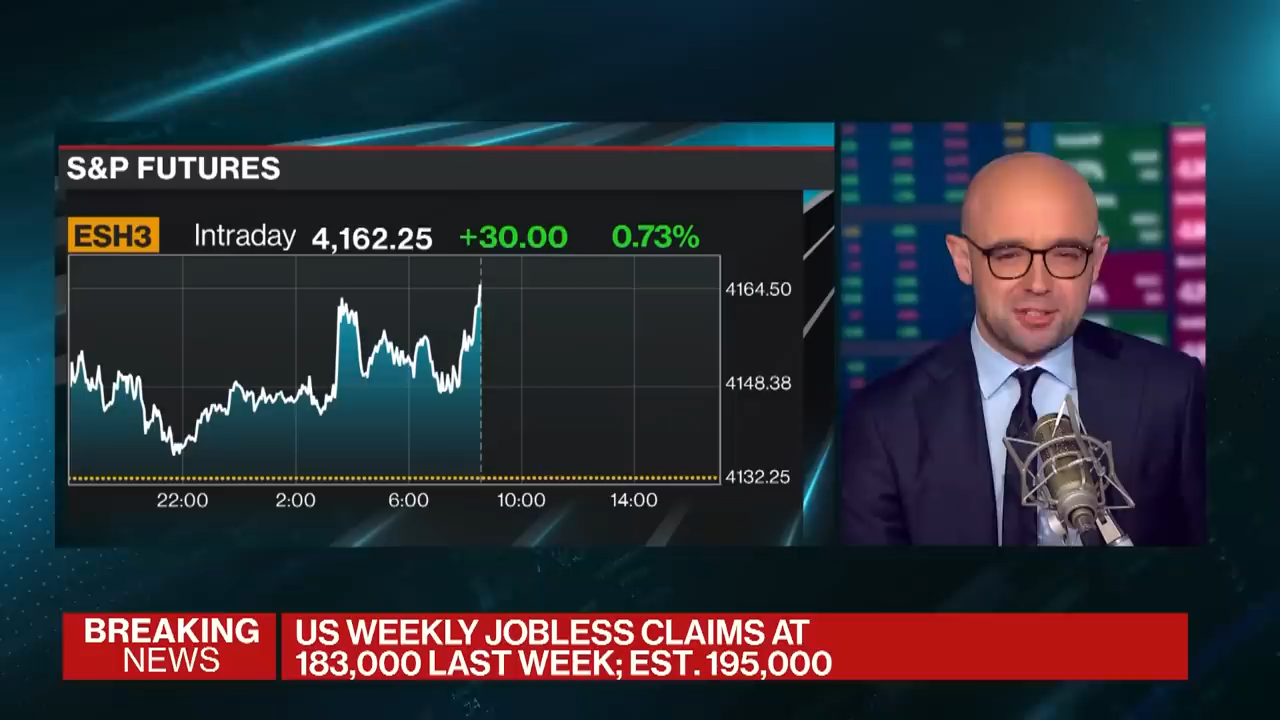 S&P FUTURES
ESH3 Intraday 4,162.25 +30.00 0.73%
4164.50
4148.38
4132.25
22:00 2:00 6:00 10:00 14:00
BREAKING NEWS
US WEEKLY JOBLESS CLAIMS AT
183,000 LAST WEEK; EST. 195,000